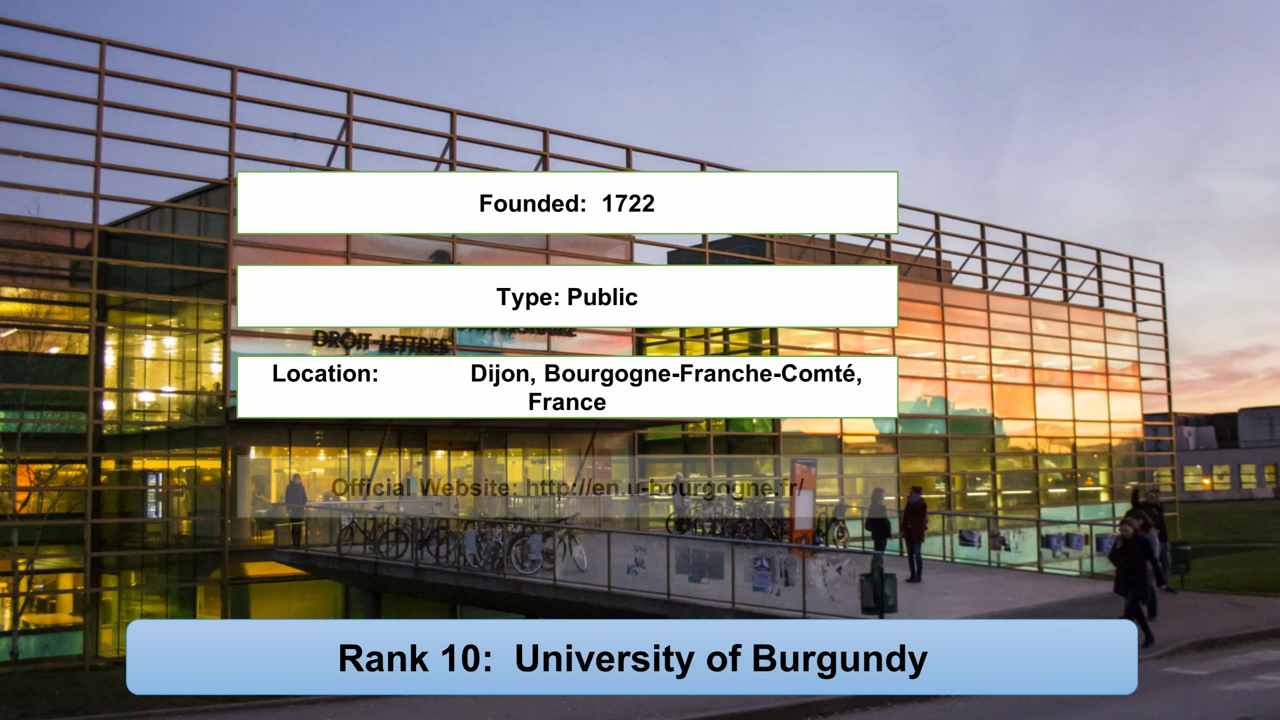 Founded: 1722
Type: Public
DROIT LETTRES
Location: Dijon, Bourgogne-Franche-Comté,
France
Official Website: http://en.u-bourgogne.fr/
Rank 10: University of Burgundy